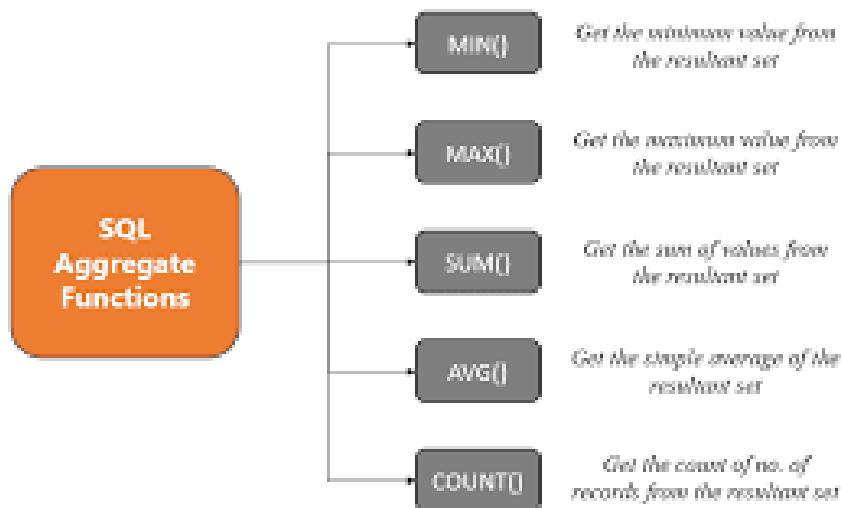 SQL
Aggregate
Functions
MIN()
Get the minimum value from
the resultant set
MAX()
Get the maximum value from
the resultant set
SUM()
Get the sum of values from
the resultant set
AVG()
Get the simple average of the
resultant set
COUNT()
Get the count of no. of
records from the resultant set